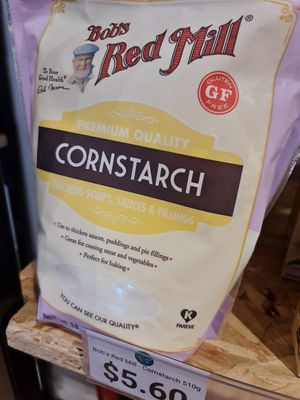 Bob's
Red Mill
To Your
Good Health
Bob Moore
GLUTEN
GF
FREE
PREMIUM QUALITY
CORNSTARCH
THICKENS SOUPS, SAUCES & FILLINGS
• Use to thicken sauces, puddings and pie fillings •
• Great for coating meat and vegetables •
• Perfect for baking •
YOU CAN SEE OUR QUALITY®
K
PAREVE
Bob's Red Mill Cornstarch 510g
$5.60